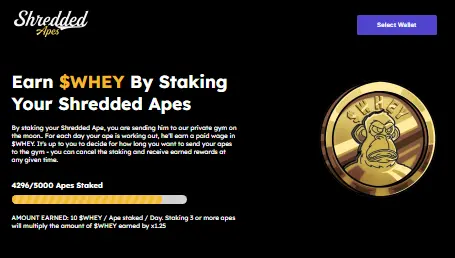 Shredded
Apes
Select Wallet
Earn $WHEY By Staking
Your Shredded Apes
By staking your Shredded Ape, you are sending him to our private gym on
the moon.. For each day your ape is working out, he'll earn a paid wage in
$WHEY. It's up to you to decide for how long you want to send your apes
to the gym - you can cancel the staking and receive earned rewards at
any given time.
$HREY
4296/5000 Apes Staked
AMOUNT EARNED: 10 $WHEY / Ape staked / Day. Staking 3 or more apes
will multiply the amount of $WHEY earned by x1.25